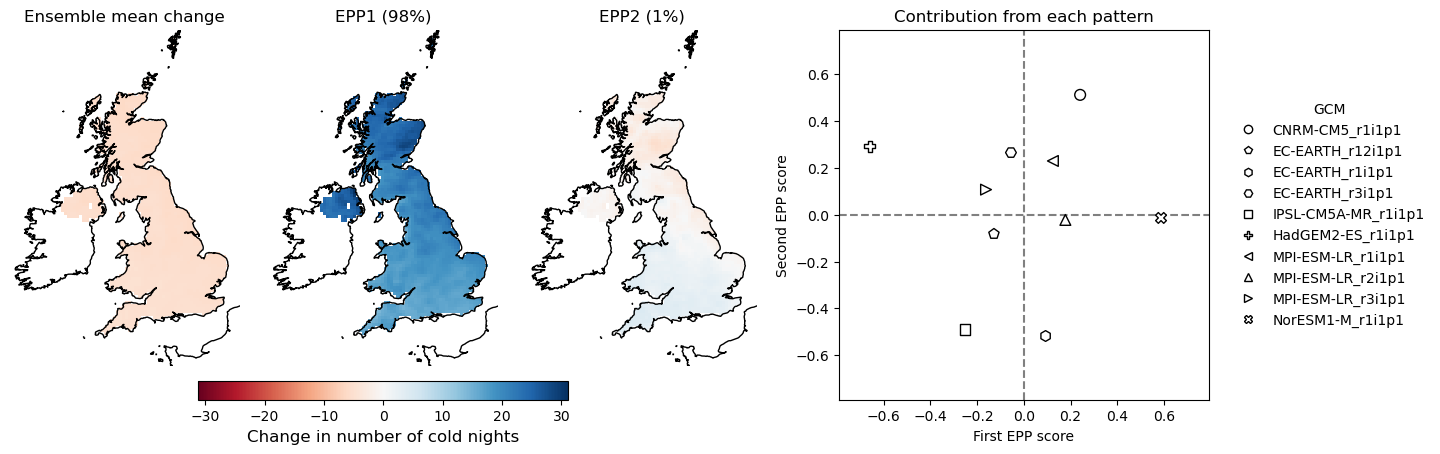 Ensemble mean change
EPP1 (98%)
EPP2 (1%)
−30 −20 −10 0 10 20 30
Change in number of cold nights
Contribution from each pattern
Second EPP score
0.6
0.4
0.2
0.0
−0.2
−0.4
−0.6
−0.6 −0.4 −0.2 0.0 0.2 0.4 0.6
First EPP score
GCM
CNRM-CM5_r1i1p1
EC-EARTH_r12i1p1
EC-EARTH_r1i1p1
EC-EARTH_r3i1p1
IPSL-CM5A-MR_r1i1p1
HadGEM2-ES_r1i1p1
MPI-ESM-LR_r1i1p1
MPI-ESM-LR_r2i1p1
MPI-ESM-LR_r3i1p1
NorESM1-M_r1i1p1